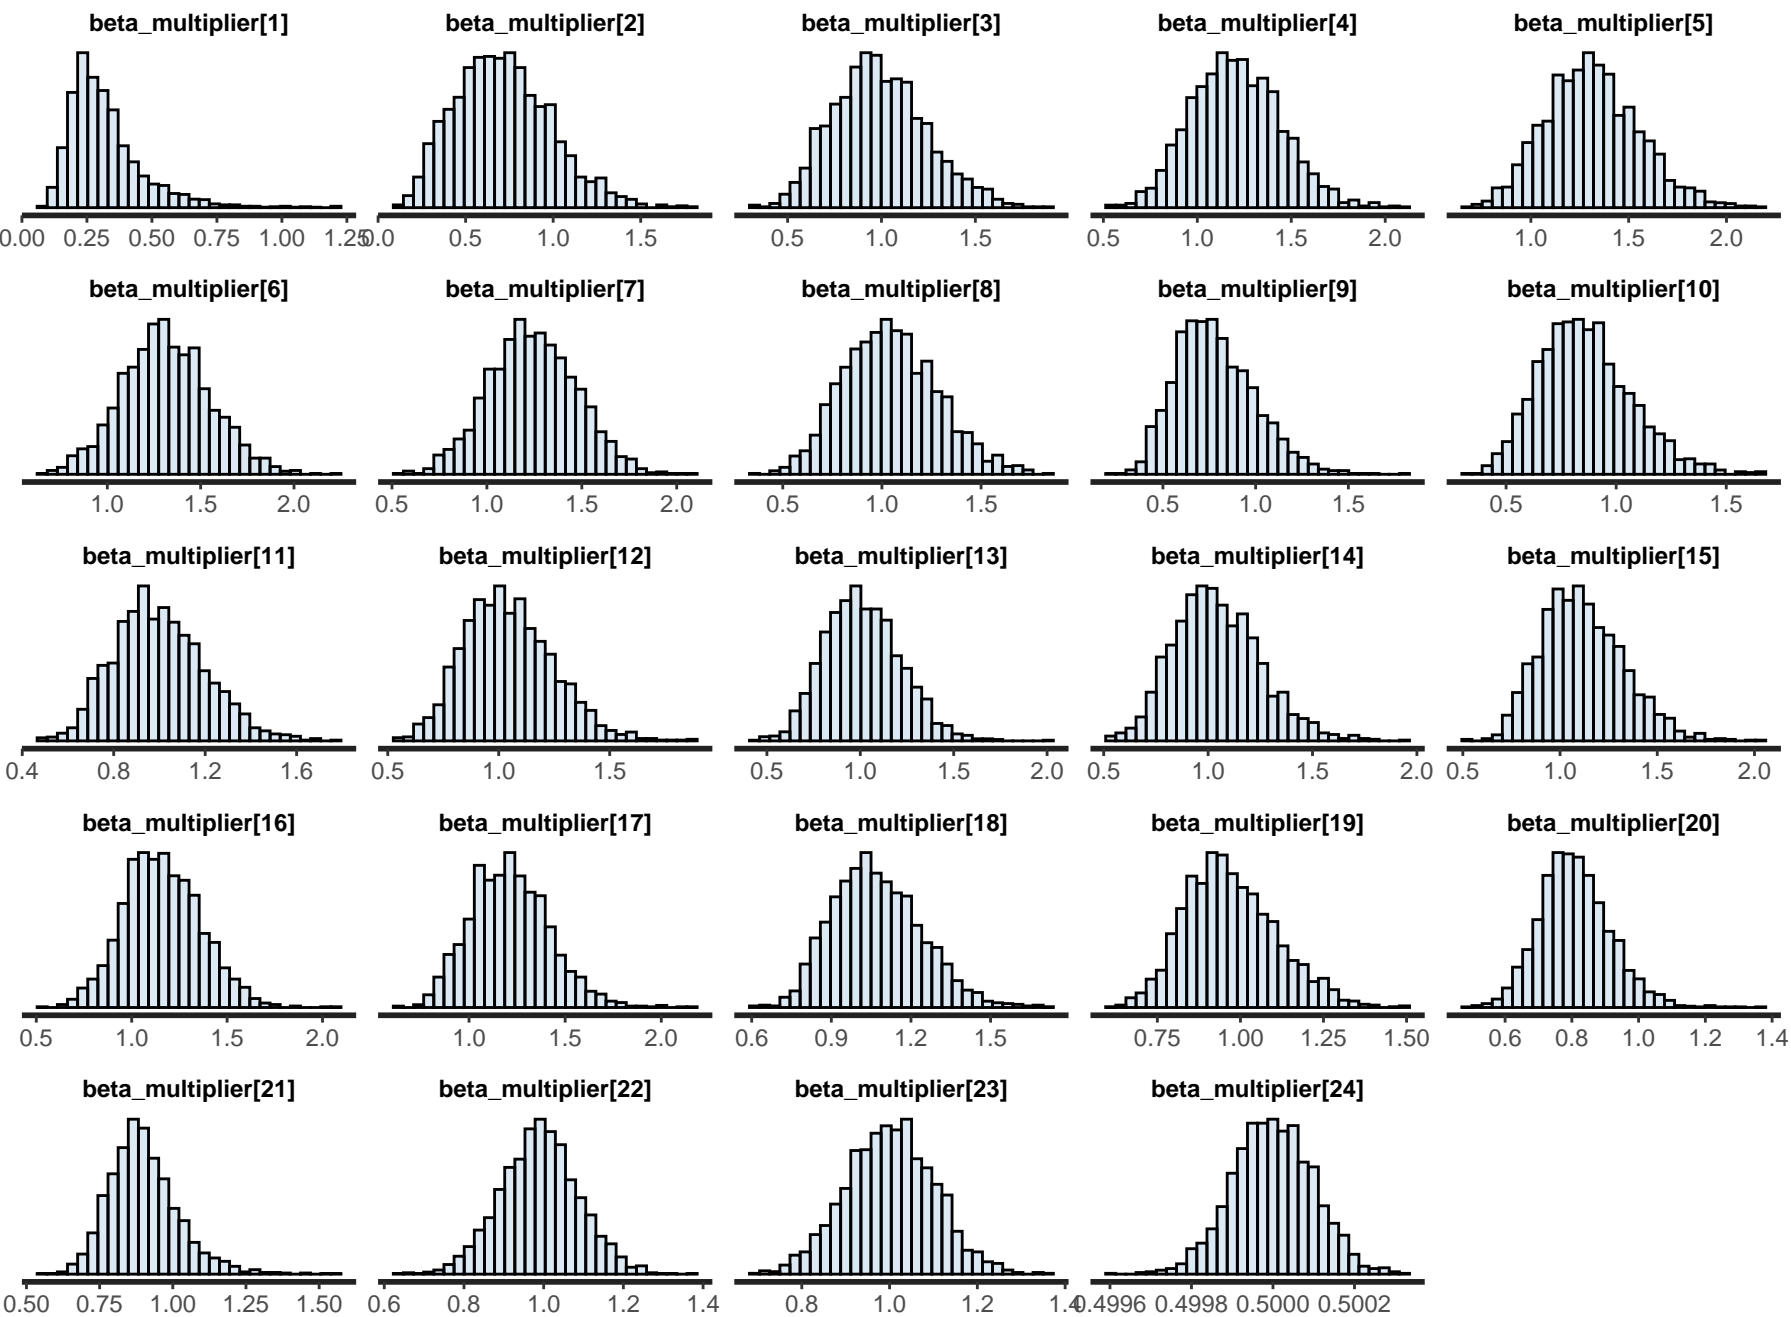 beta_multiplier[1] beta_multiplier[2] beta_multiplier[3] beta_multiplier[4] beta_multiplier[5]
0.00 0.25 0.50 0.75 1.00 1.25 0.0 0.5 1.0 1.5 0.5 1.0 1.5 0.5 1.0 1.5 2.0 1.0 1.5 2.0
beta_multiplier[6] beta_multiplier[7] beta_multiplier[8] beta_multiplier[9] beta_multiplier[10]
1.0 1.5 2.0 0.5 1.0 1.5 2.0 0.5 1.0 1.5 0.5 1.0 1.5 0.5 1.0 1.5
beta_multiplier[11] beta_multiplier[12] beta_multiplier[13] beta_multiplier[14] beta_multiplier[15]
0.4 0.8 1.2 1.6 0.5 1.0 1.5 0.5 1.0 1.5 2.0 0.5 1.0 1.5 2.0 0.5 1.0 1.5 2.0
beta_multiplier[16] beta_multiplier[17] beta_multiplier[18] beta_multiplier[19] beta_multiplier[20]
0.5 1.0 1.5 2.0 1.0 1.5 2.0 0.6 0.9 1.2 1.5 0.75 1.00 1.25 1.50 0.6 0.8 1.0 1.2 1.4
beta_multiplier[21] beta_multiplier[22] beta_multiplier[23] beta_multiplier[24]
0.50 0.75 1.00 1.25 1.50 0.6 0.8 1.0 1.2 1.4 0.8 1.0 1.2 1.4 0.4996 0.4998 0.5000 0.5002